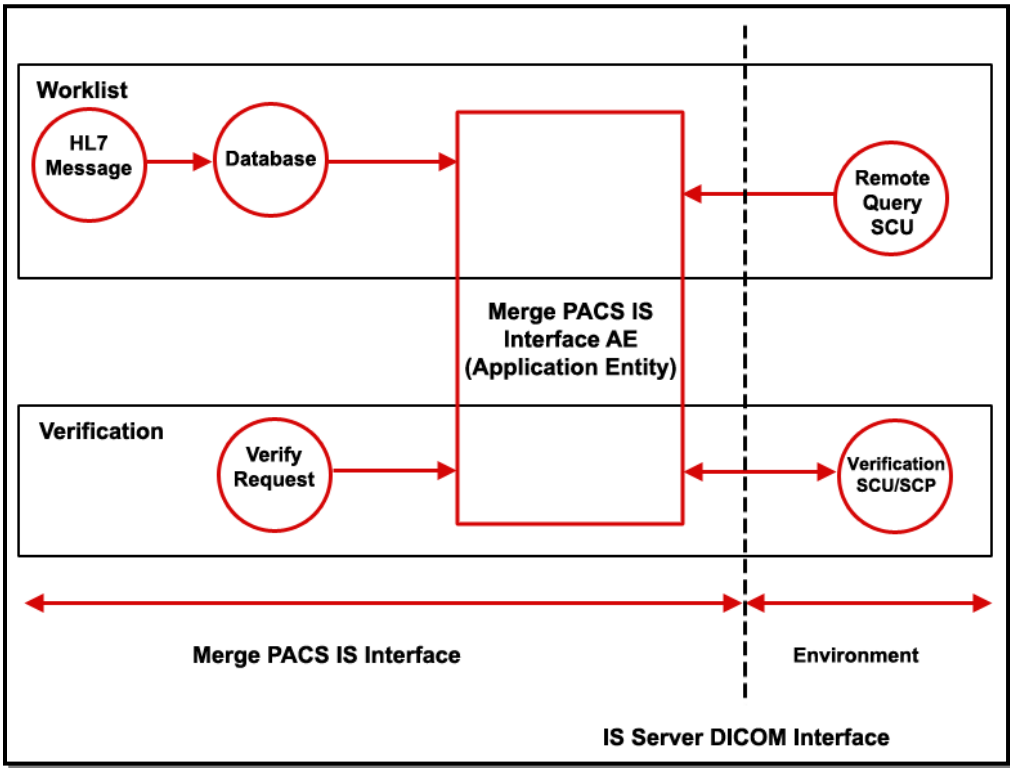 Worklist
HL7
Message
Database
Remote
Query
SCU
Merge PACS IS
Interface AE
(Application Entity)
Verification
Verify
Request
Verification
SCU/SCP
Merge PACS IS Interface
Environment
IS Server DICOM Interface